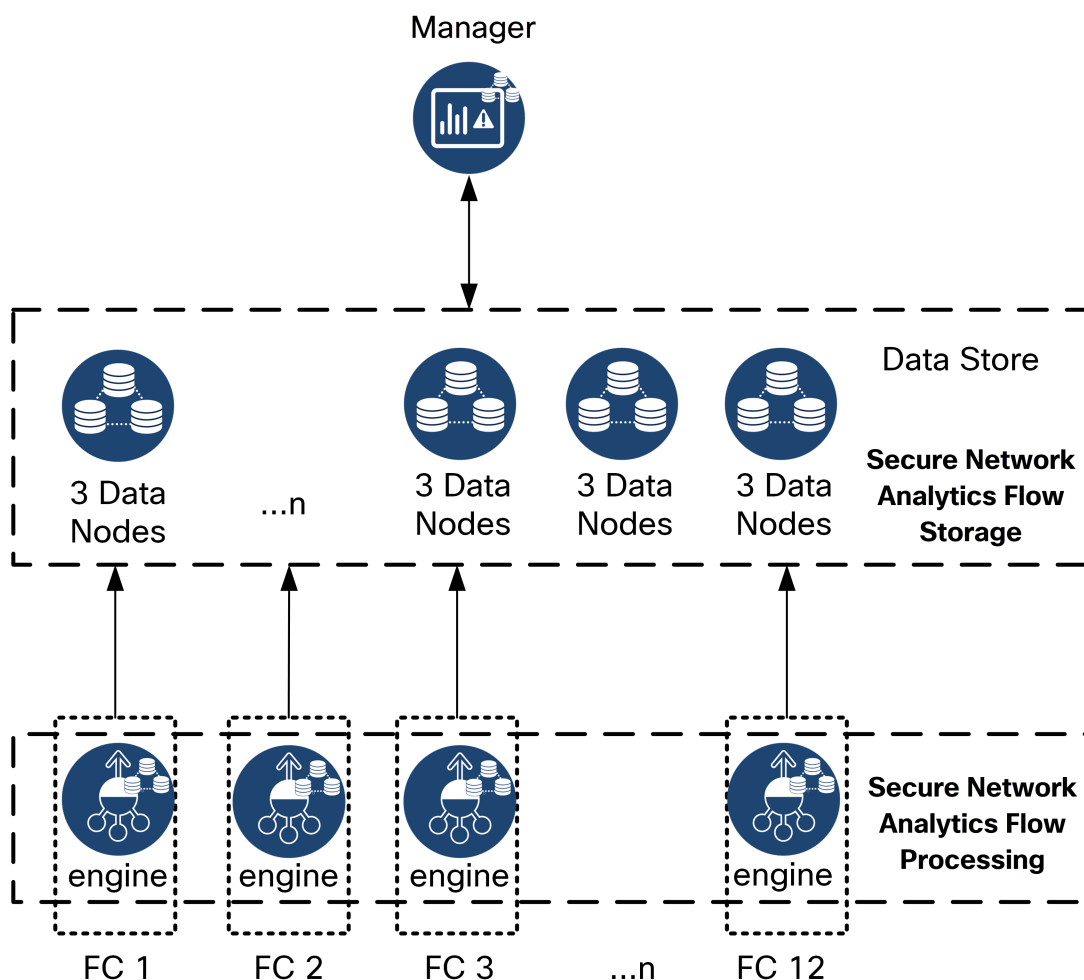 Manager
Data Store
3 Data
Nodes
...n
3 Data
Nodes
3 Data
Nodes
3 Data
Nodes
Secure Network
Analytics Flow
Storage
engine
engine
engine
engine
Secure Network
Analytics Flow
Processing
FC 1
FC 2
FC 3
...n
FC 12